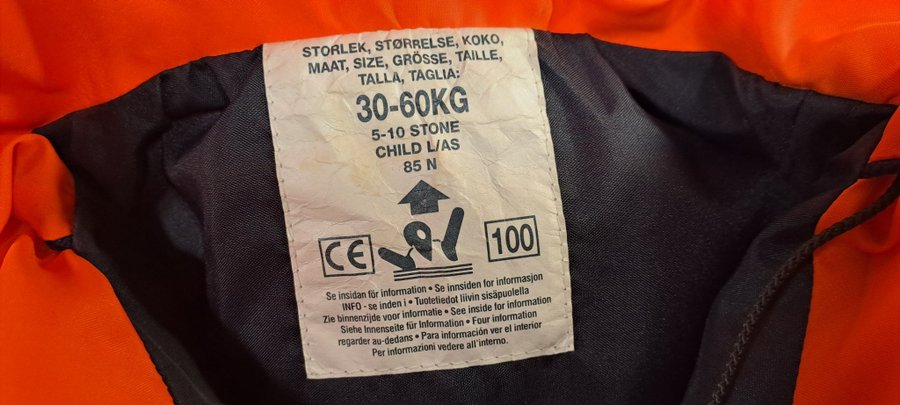 STORLEK, STØRRELSE, KOKO,
MAAT, SIZE, GRÖSSE, TAILLE,
TALLA, TAGLIA:
30-60KG
5-10 STONE
CHILD L/AS
85 N
CE
100
Se insidan för information • Se innsiden for informasjon
INFO - se inden i • Tuotetiedot liivin sisäpuolella
Zie binnenzijde voor informatie • See inside for information
Siehe Innenseite für Information • Four information
regarder au-dedans • Para información ver el interior
Per informazioni vedere all'interno.